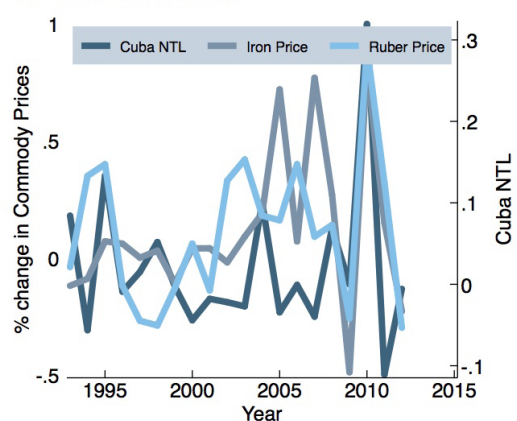 Cuba NTL Iron Price Ruber Price
% change in Commody Prices
1
.5
0
-.5
.3
.2
.1
0
-.1
Cuba NTL
1995 2000 2005 2010 2015
Year